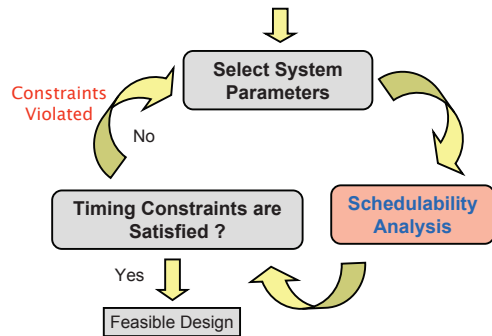 Select System
Parameters
Constraints
Violated
No
Schedulability
Analysis
Timing Constraints are
Satisfied ?
Yes
Feasible Design